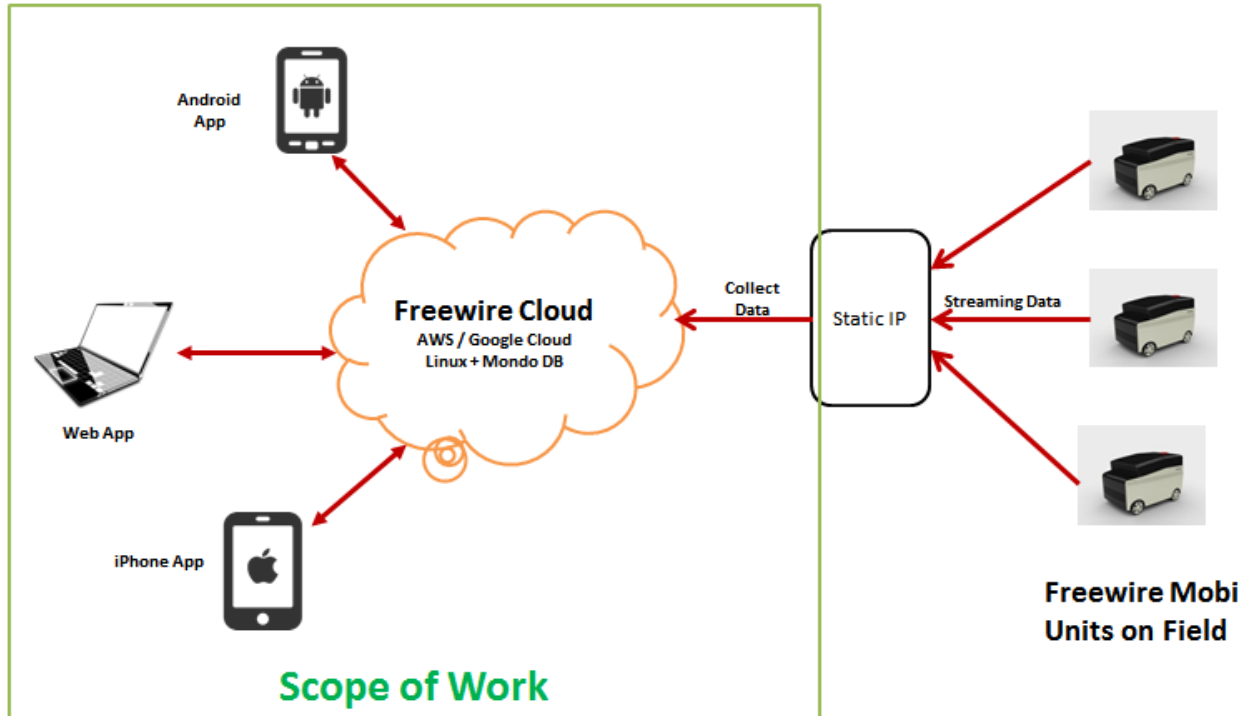 Android
App
Freewire Cloud
AWS / Google Cloud
Linux + Mondo DB
Collect
Data
Static IP
Streaming Data
Web App
iPhone App
Freewire Mobi
Units on Field
Scope of Work